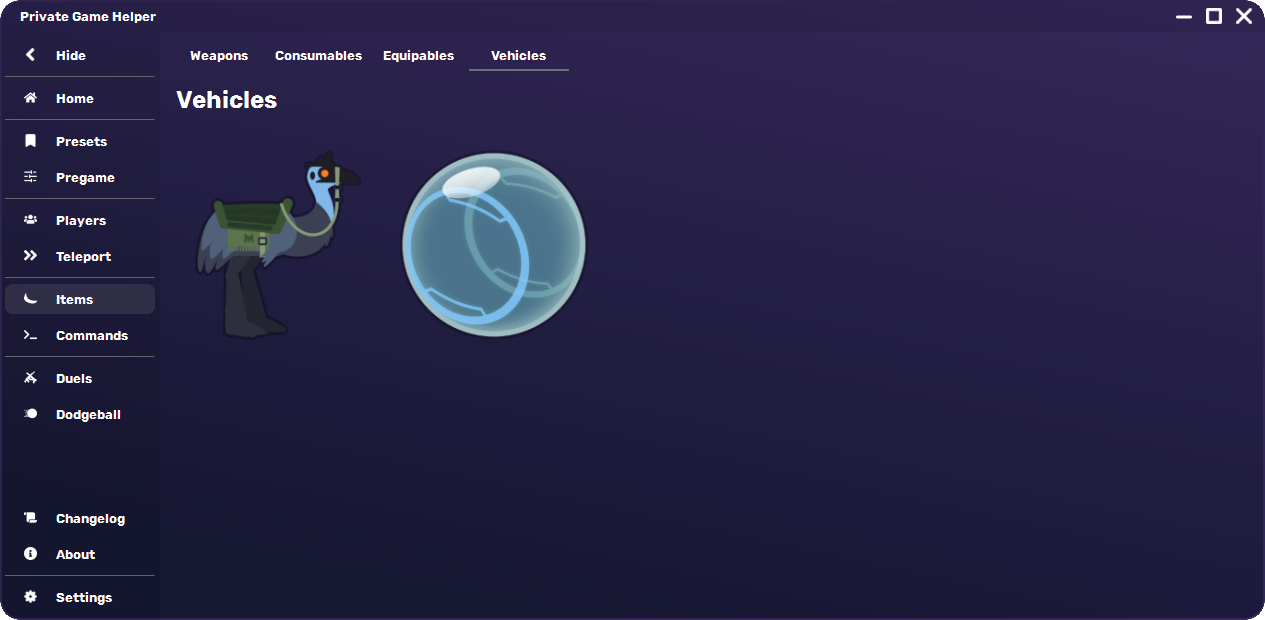 Private Game Helper
Hide
Home
Presets
Pregame
Players
Teleport
Items
Commands
Duels
Dodgeball
Changelog
About
Settings
Weapons Consumables Equipables Vehicles
Vehicles